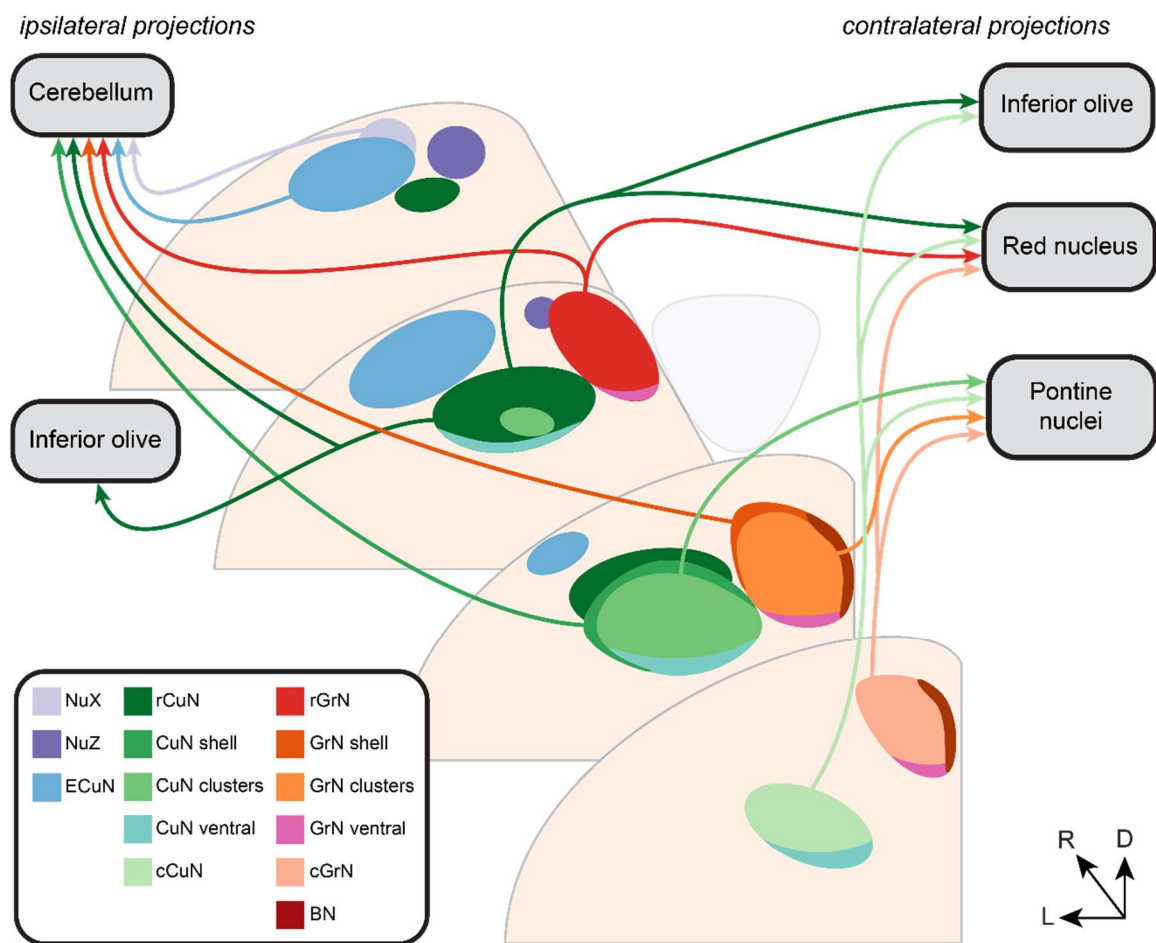 ipsilateral projections
contralateral projections
Cerebellum
Inferior olive
Red nucleus
Pontine
nuclei
Inferior olive
NuX
NuZ
ECuN
rCuN
CuN shell
CuN clusters
CuN ventral
cCuN
rGrN
GrN shell
GrN clusters
GrN ventral
cGrN
BN
R
D
L